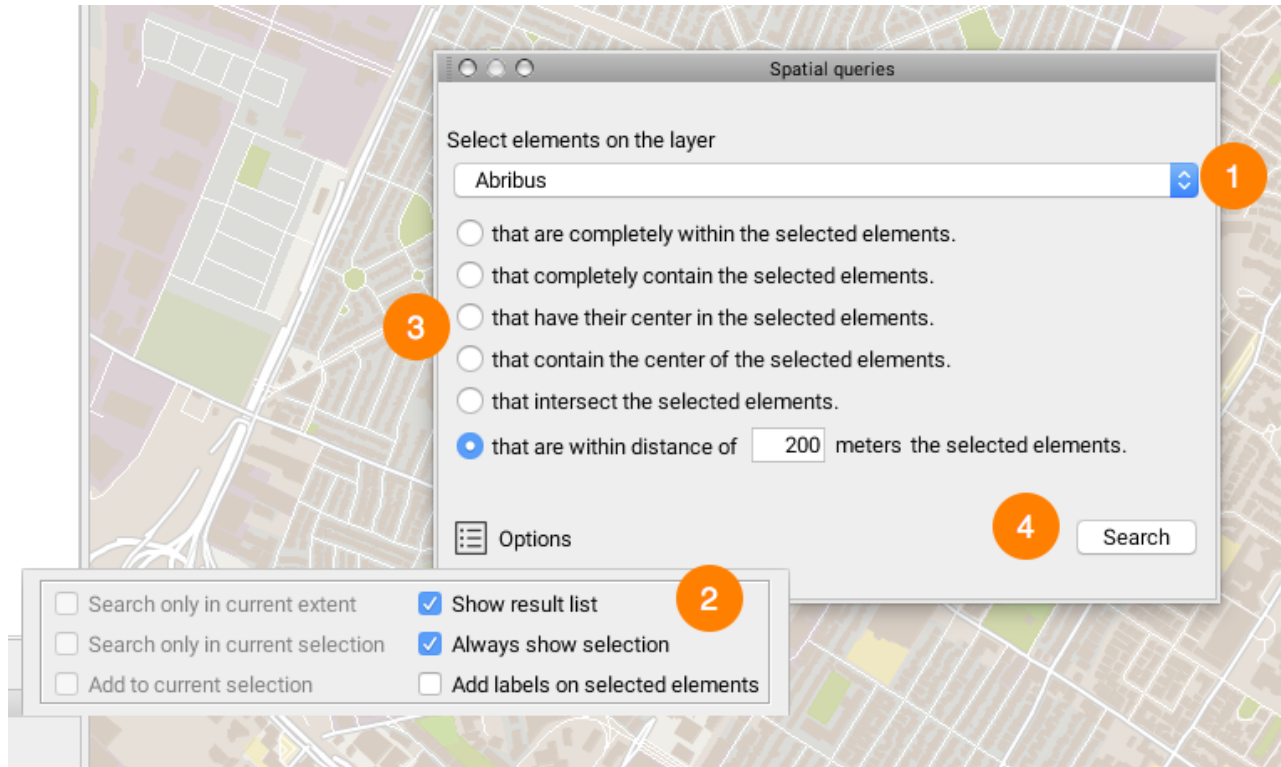 Spatial queries
Select elements on the layer
Abribus
1
that are completely within the selected elements.
that completely contain the selected elements.
that have their center in the selected elements.
3
that contain the center of the selected elements.
that intersect the selected elements.
that are within distance of 200 meters the selected elements.
Options
4
Search
Search only in current extent
Show result list
2
Search only in current selection
Always show selection
Add to current selection
Add labels on selected elements